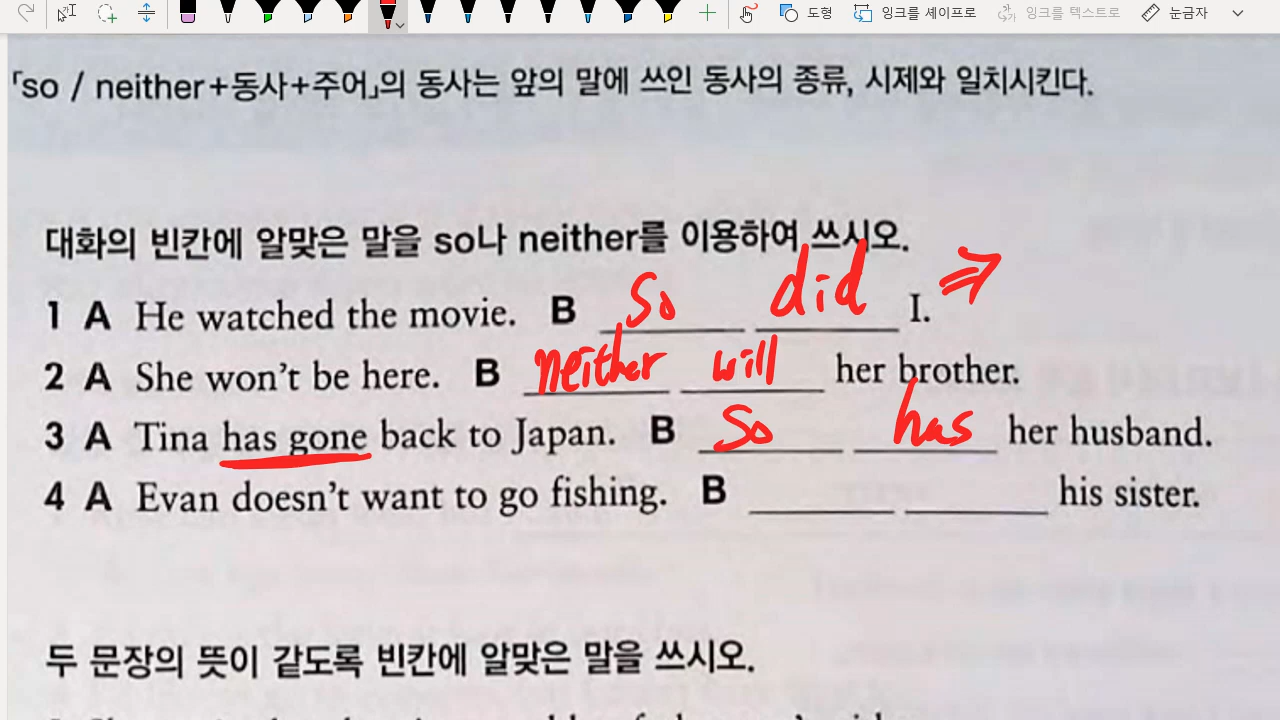 도형 잉크를 셰이프로 잉크를 텍스트로 눈금자
「so / neither+동사+주어」의 동사는 앞의 말에 쓰인 동사의 종류, 시제와 일치시킨다.
대화의 빈칸에 알맞은 말을 so나 neither를 이용하여 쓰시오.
1 A He watched the movie. B So did I. ⇒
2 A She won't be here. B neither will her brother.
3 A Tina has gone back to Japan. B So has her husband.
4 A Evan doesn't want to go fishing. B ____ ____ his sister.
두 문장의 뜻이 같도록 빈칸에 알맞은 말을 쓰시오.